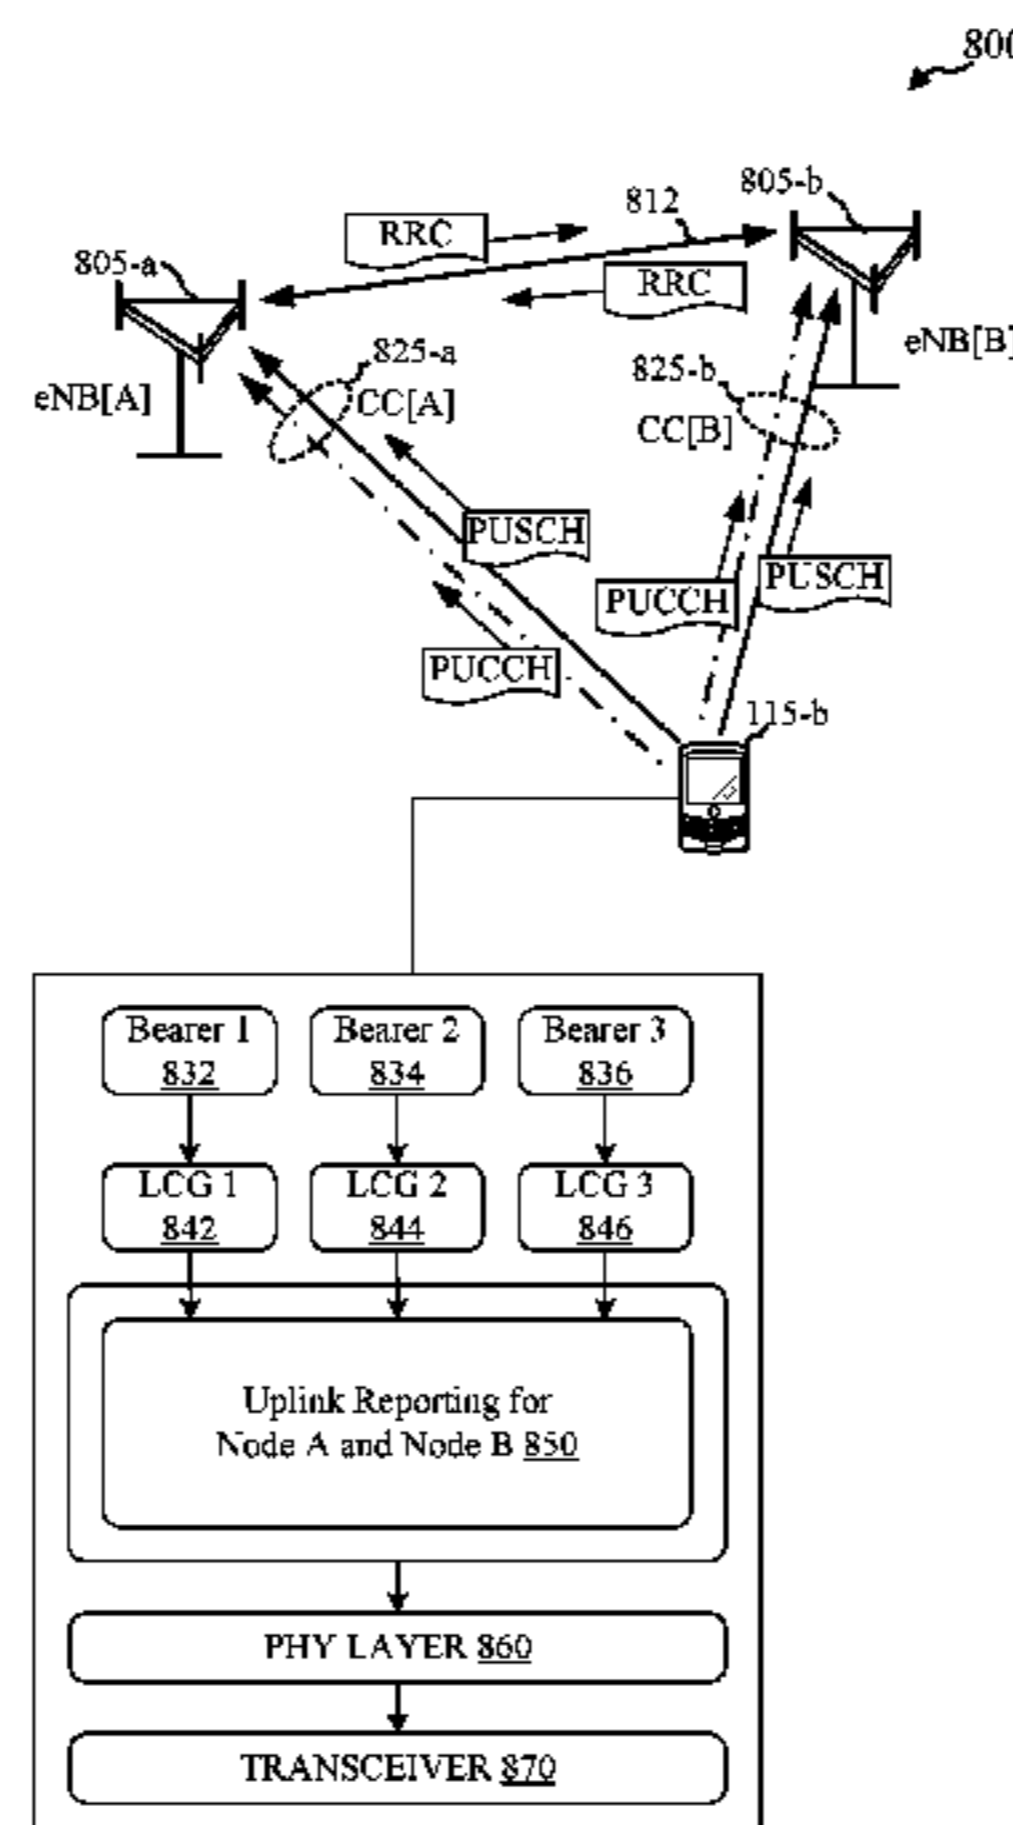 800
805-b
812
RRC
805-a
RRC
eNB[B]
825-a
825-b
eNB[A]
CC[A]
CC[B]
PUSCH
PUSCH
PUCCH
PUCCH
115-b
Bearer 1
832
Bearer 2
834
Bearer 3
836
LCG 1
842
LCG 2
844
LCG 3
846
Uplink Reporting for
Node A and Node B 850
PHY LAYER 860
TRANSCEIVER 870